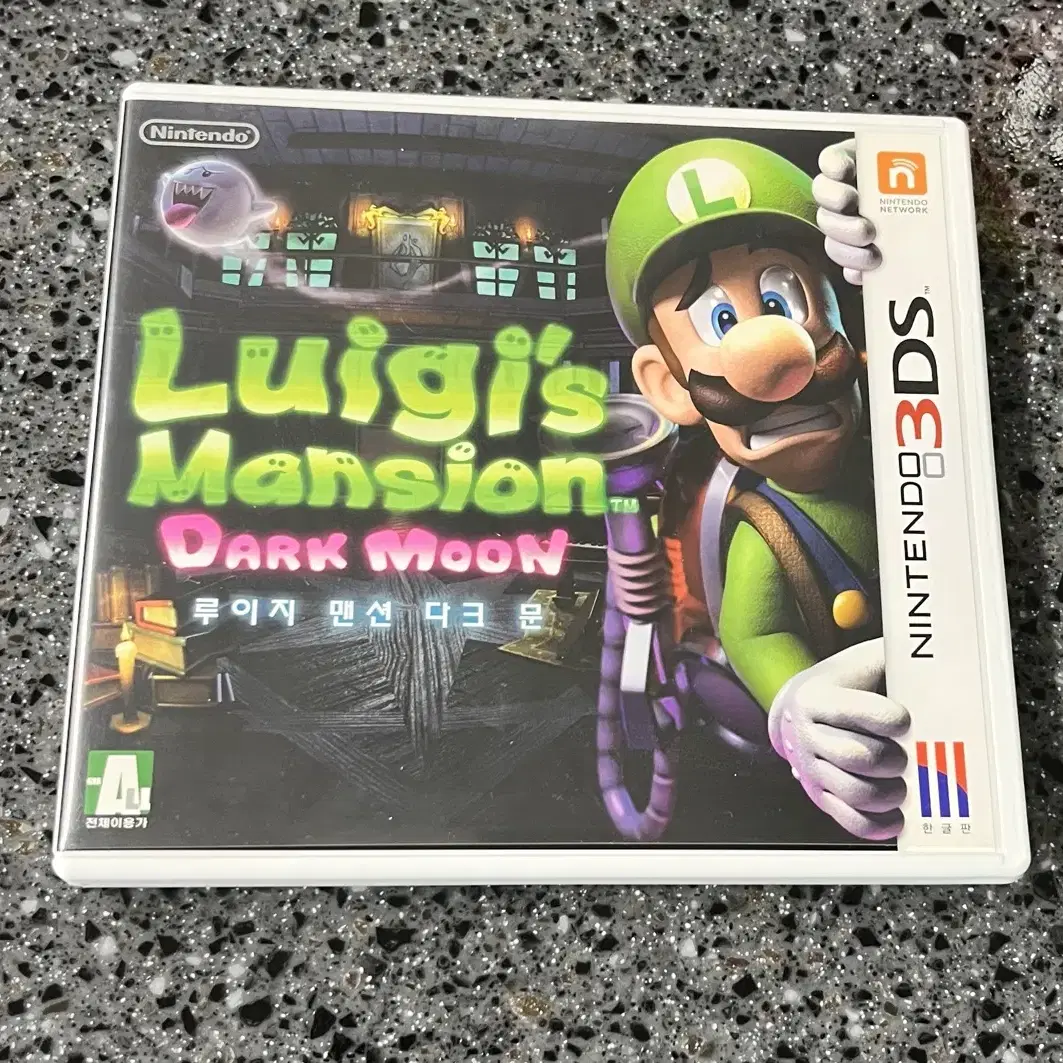 Nintendo
NINTENDO
NETWORK
Luigi's
Mansion™
DARK MOON
루이지 맨션 다크 문
NINTENDO 3DS™
전체이용가
한글판